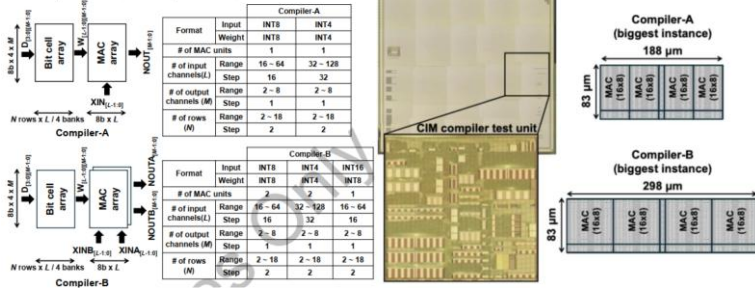 8b x 4 x M
D[3:0][M-1:0]
Bit cell array
W[L-1:0][M-1:0]
MAC array
NOUT[M-1:0]
XIN[L-1:0]
N rows x L / 4 banks
8b x L
Compiler-A
Compiler-A
Format Input INT8 INT4
Weight INT8 INT4
# of MAC units 1 1
# of input channels(L) Range 16 ~ 64 32 ~ 128
Step 16 32
# of output channels (M) Range 2 ~ 8 2 ~ 8
Step 1 1
# of rows (N) Range 2 ~ 18 2 ~ 18
Step 2 2
8b x 4 x M
D[3:0][M-1:0]
Bit cell array
W[L-1:0][M-1:0]
MAC array
NOUTA[M-1:0]
NOUTB[M-1:0]
XINB[L-1:0] XINA[L-1:0]
N rows x L / 4 banks
8b x L
Compiler-B
Compiler-B
Format Input INT8 INT4 INT16
Weight INT8 INT4 INT8
# of MAC units 2 2 1
# of input channels(L) Range 16 ~ 64 32 ~ 128 16 ~ 64
Step 16 32 16
# of output channels (M) Range 2 ~ 8 2 ~ 8 2 ~ 8
Step 1 1 1
# of rows (N) Range 2 ~ 18 2 ~ 18 2 ~ 18
Step 2 2 2
s Only
CIM compiler test unit
Compiler-A
(biggest instance)
188 µm
83 µm
MAC (16x8)
MAC (16x8)
MAC (16x8)
MAC (16x8)
Compiler-B
(biggest instance)
298 µm
83 µm
MAC (16x8)
MAC (16x8)
MAC (16x8)
MAC (16x8)